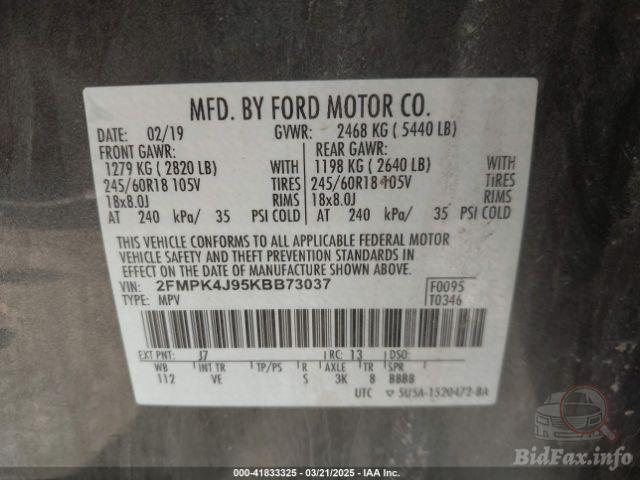 MFD. BY FORD MOTOR CO.
DATE: 02/19 GVWR: 2468 KG ( 5440 LB)
FRONT GAWR: REAR GAWR:
1279 KG ( 2820 LB) WITH 1198 KG ( 2640 LB) WITH
245/60R18 105V TIRES 245/60R18 105V TIRES
18x8.0J RIMS 18x8.0J RIMS
AT 240 kPa/ 35 PSI COLD AT 240 kPa/ 35 PSI COLD
THIS VEHICLE CONFORMS TO ALL APPLICABLE FEDERAL MOTOR
VEHICLE SAFETY AND THEFT PREVENTION STANDARDS IN
EFFECT ON THE DATE OF MANUFACTURE SHOWN ABOVE.
VIN: 2FMPK4J95KBB73037 F0095
TYPE: MPV T0346
EXT PNT: J7 RC: 13 DSO:
WB INT TR TP/PS R AXLE TR SPR
112 VE S 3K 8 BBBB
UTC ▽ 5U5A-1520472-BA
000-41833325 - 03/21/2025 - IAA Inc.
BidFax.info